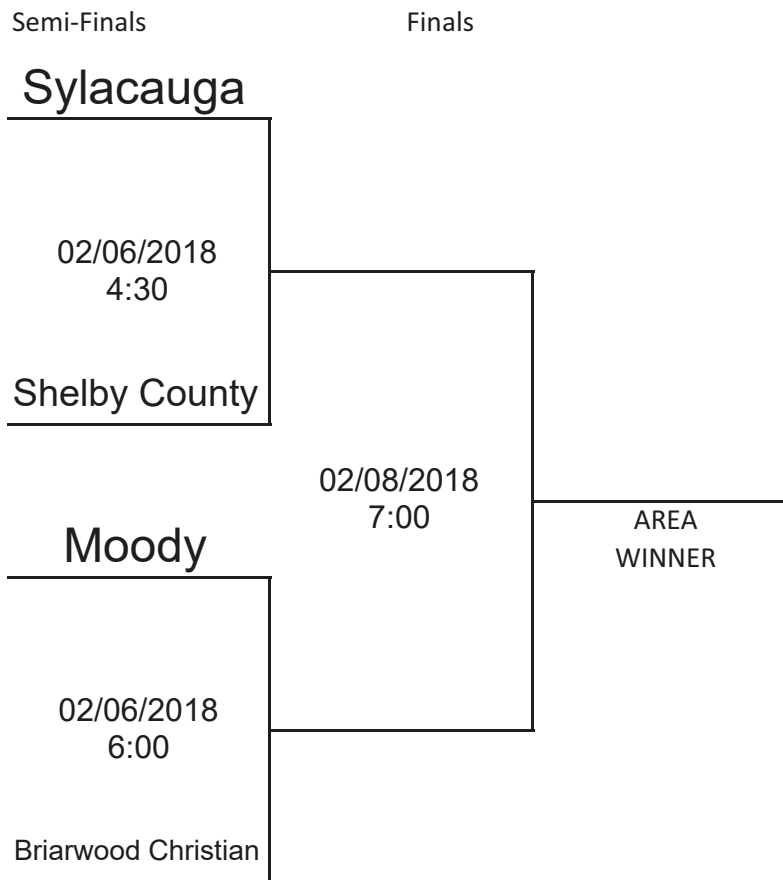 Semi-Finals
Finals
Sylacauga
02/06/2018
4:30
Shelby County
02/08/2018
7:00
AREA
WINNER
Moody
02/06/2018
6:00
Briarwood Christian